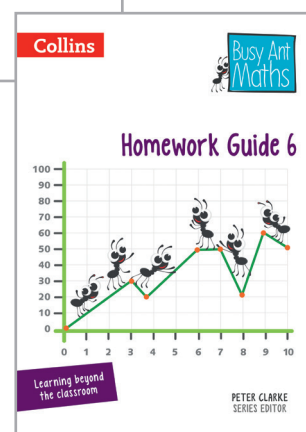 Collins
Busy Ant
Maths
Homework Guide 6
100
90
80
70
60
50
40
30
20
10
0
0 1 2 3 4 5 6 7 8 9 10
Learning beyond
the classroom
PETER CLARKE
SERIES EDITOR